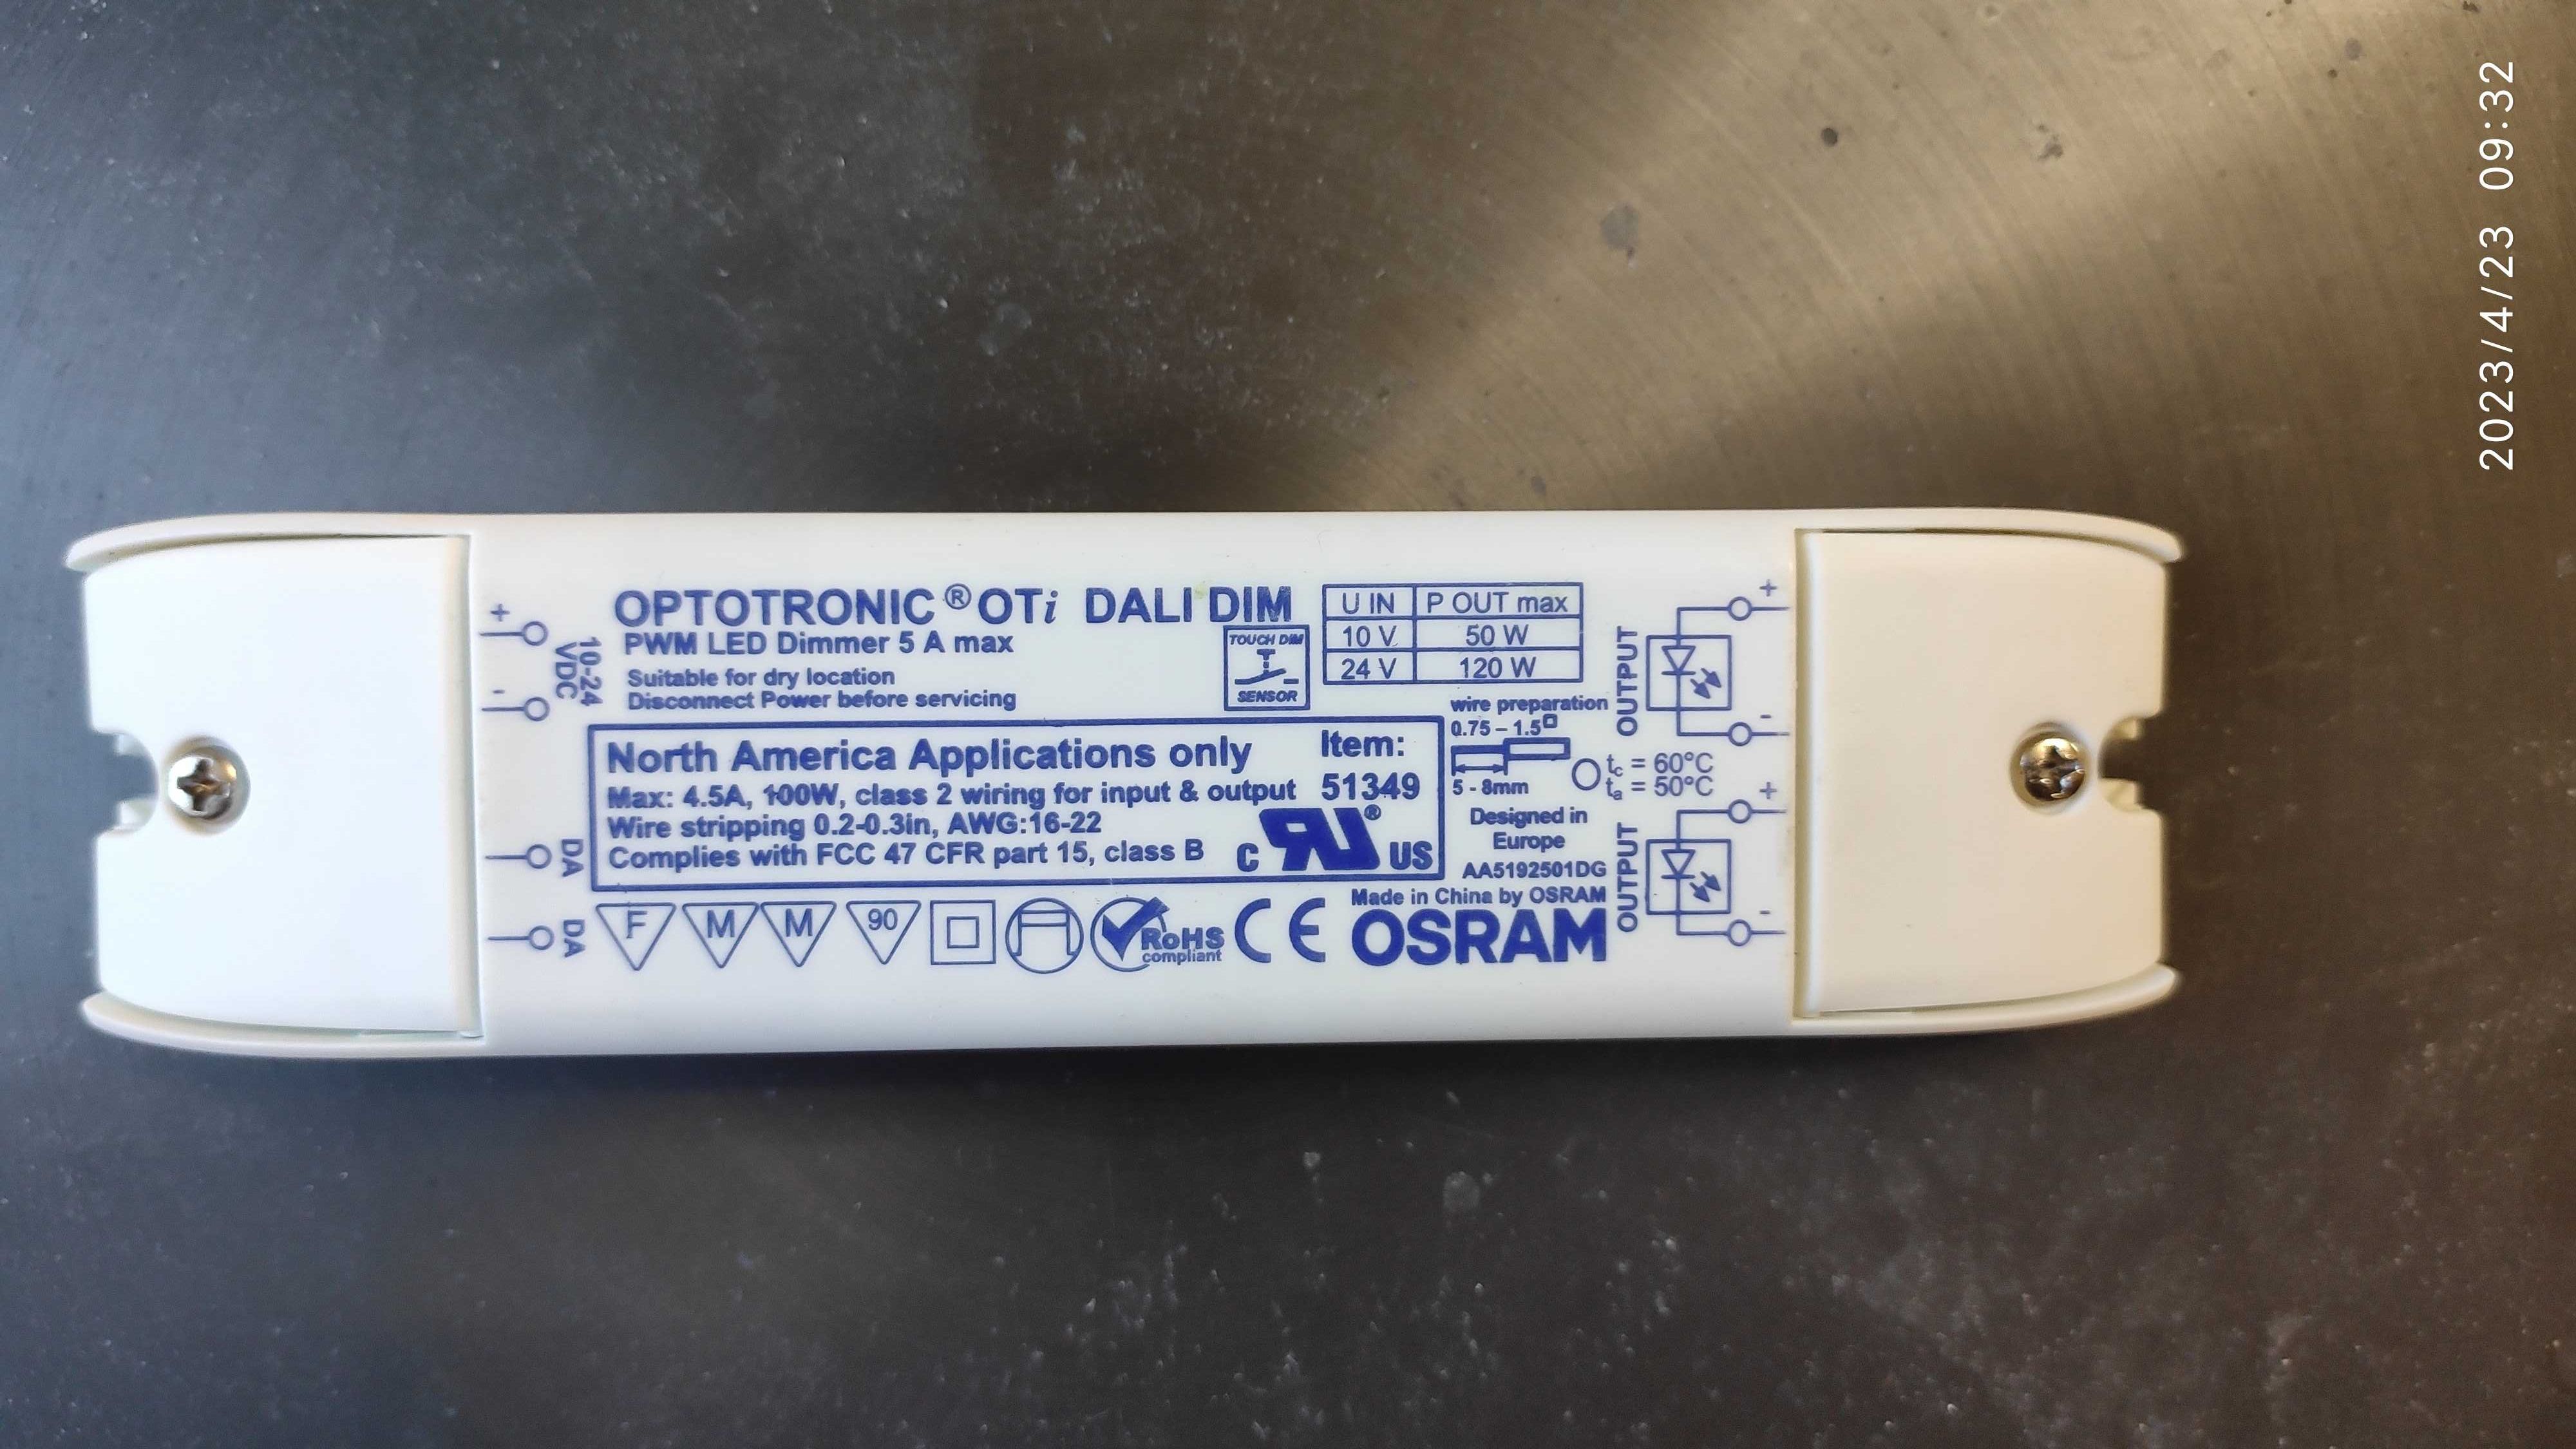 2023/4/23 09:32
OPTOTRONIC® OTi DALI DIM
PWM LED Dimmer 5 A max
Suitable for dry location
Disconnect Power before servicing
TOUCH DIM
SENSOR
U IN P OUT max
10 V 50 W
24 V 120 W
+
-
10-24
VDC
DA
DA
North America Applications only
Max: 4.5A, 100W, class 2 wiring for input & output
Wire stripping 0.2-0.3in, AWG:16-22
Complies with FCC 47 CFR part 15, class B
Item:
51349
C RU® US
wire preparation
0.75 – 1.5
5 - 8mm
tc = 60°C
ta = 50°C
Designed in
Europe
AA5192501DG
Made in China by OSRAM
OSRAM
F M M 90
RoHS
compliant
CE
OUTPUT
+
-
OUTPUT
+
-